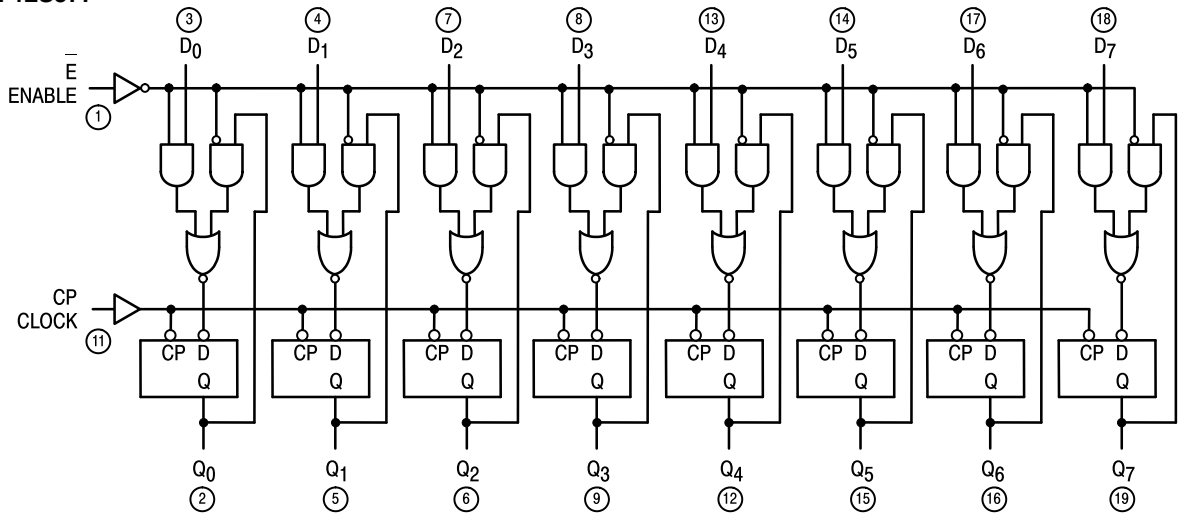 3 4 7 8 13 14 17 18
D0 D1 D2 D3 D4 D5 D6 D7
E
ENABLE
1
CP
CLOCK
11
CP D CP D CP D CP D CP D CP D CP D CP D
Q Q Q Q Q Q Q Q
Q0 Q1 Q2 Q3 Q4 Q5 Q6 Q7
2 5 6 9 12 15 16 19